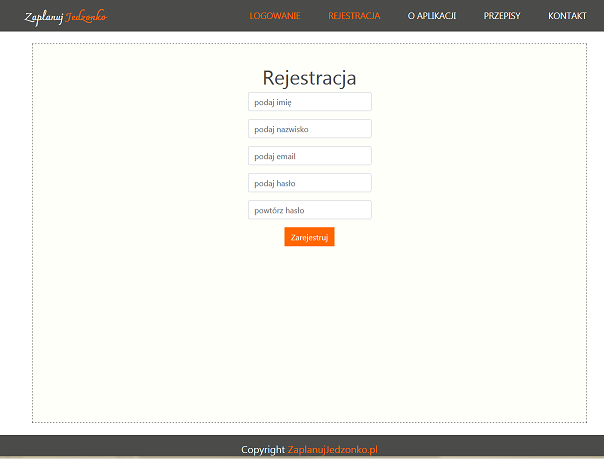 Zaplanuj Jedzonko LOGOWANIE REJESTRACJA O APLIKACJI PRZEPISY KONTAKT
Rejestracja
podaj imię
podaj nazwisko
podaj email
podaj hasło
powtórz hasło
Zarejestruj
Copyright ZaplanujJedzonko.pl